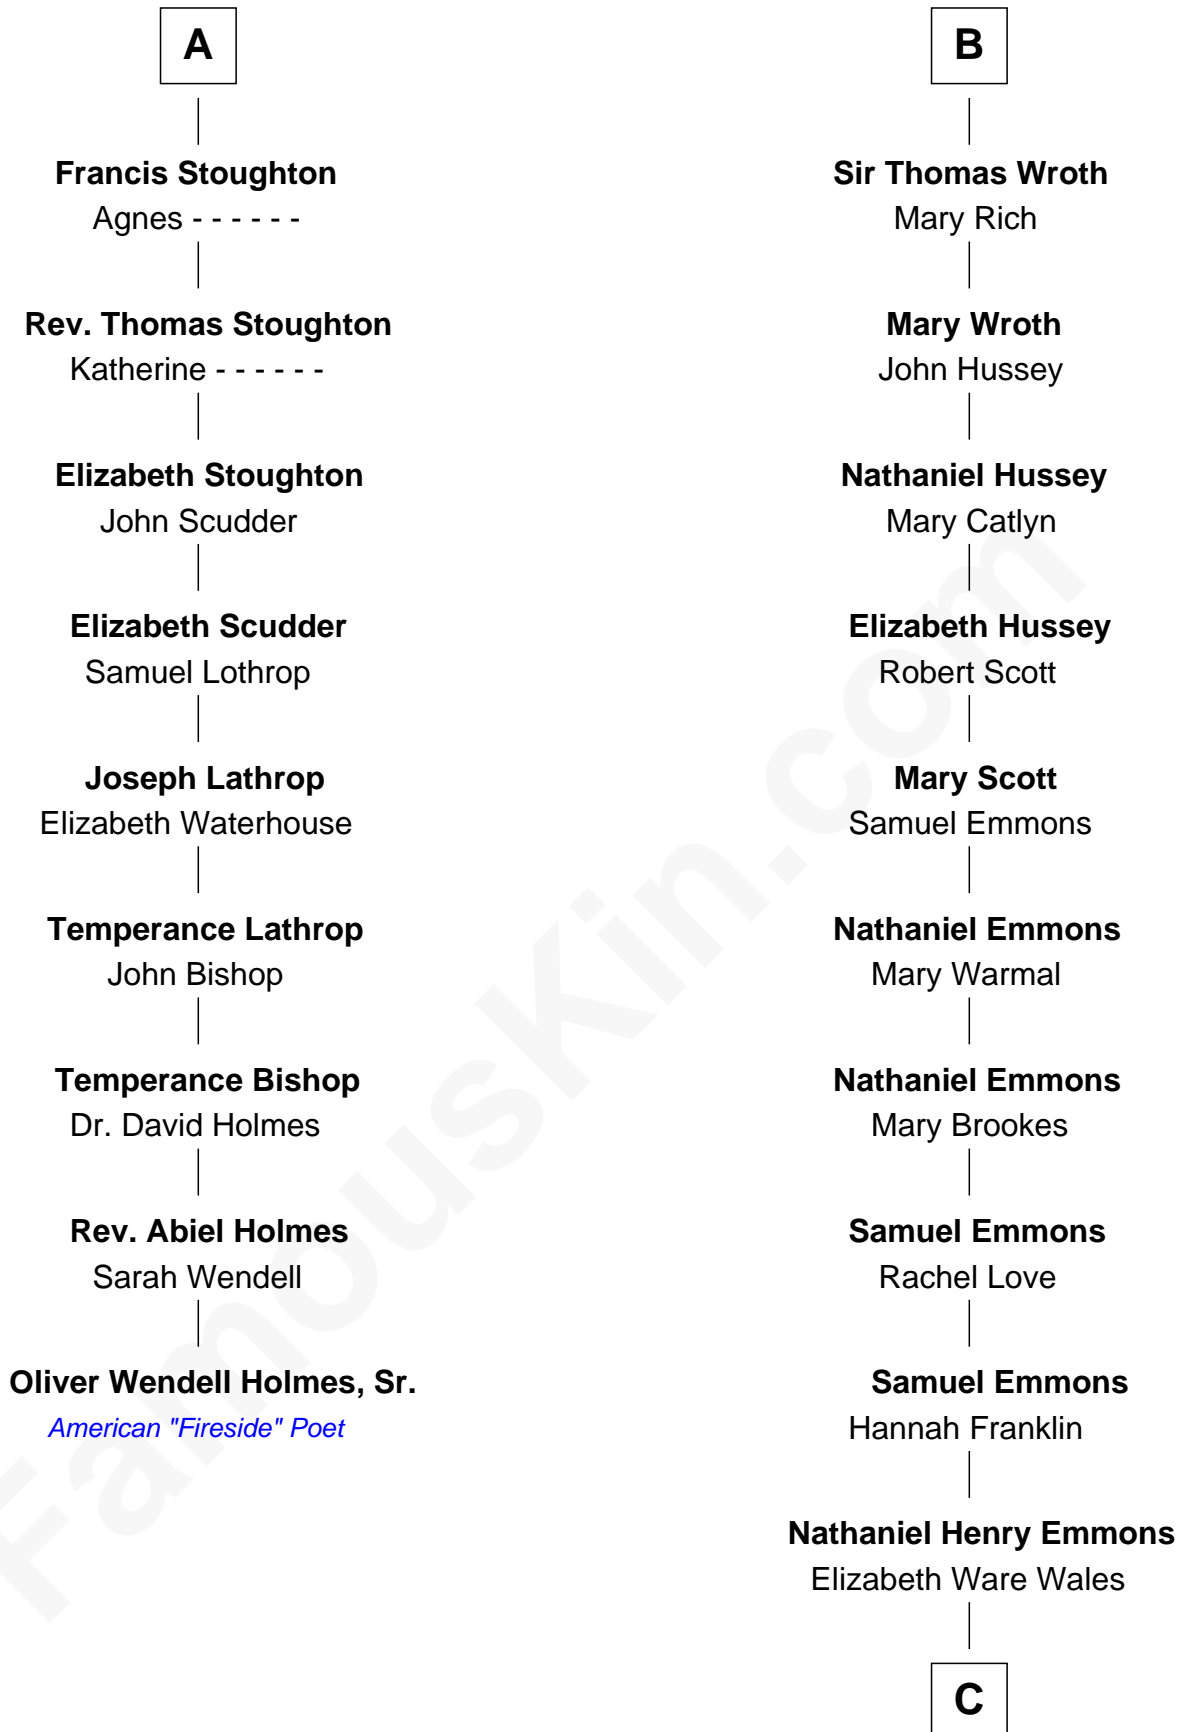 A
Francis Stoughton
Agnes - - - - - -
Rev. Thomas Stoughton
Katherine - - - - - -
Elizabeth Stoughton
John Scudder
Elizabeth Scudder
Samuel Lothrop
Joseph Lathrop
Elizabeth Waterhouse
Temperance Lathrop
John Bishop
Temperance Bishop
Dr. David Holmes
Rev. Abiel Holmes
Sarah Wendell
Oliver Wendell Holmes, Sr.
American "Fireside" Poet
B
Sir Thomas Wroth
Mary Rich
Mary Wroth
John Hussey
Nathaniel Hussey
Mary Catlyn
Elizabeth Hussey
Robert Scott
Mary Scott
Samuel Emmons
Nathaniel Emmons
Mary Warmal
Nathaniel Emmons
Mary Brookes
Samuel Emmons
Rachel Love
Samuel Emmons
Hannah Franklin
Nathaniel Henry Emmons
Elizabeth Ware Wales
C
FamousKin.com